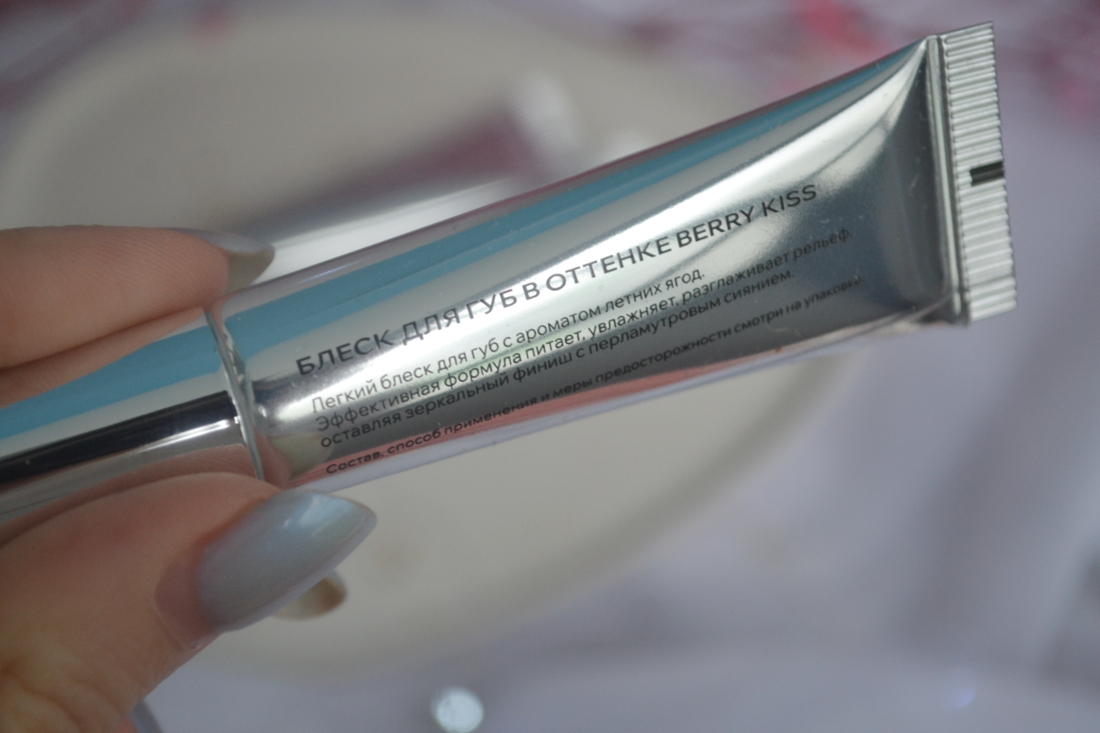 БЛЕСК ДЛЯ ГУБ В ОТТЕНКЕ BERRY KISS
Легкий блеск для губ с ароматом летних ягод.
Эффективная формула питает, увлажняет, разглаживает рельеф,
оставляя зеркальный финиш с перламутровым сиянием.
Состав, способ применения и меры предосторожности смотри на упаковке.